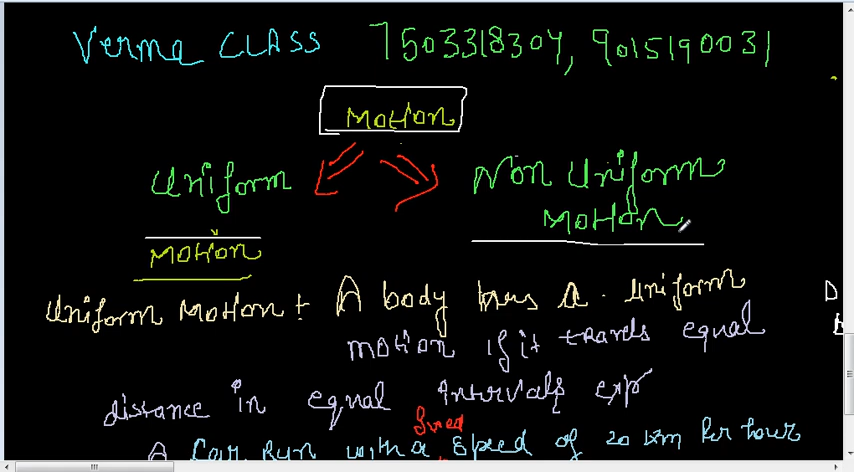 Verma CLASS 7503318304, 9015190031
MOTION
Uniform Non Uniform
MOTION
MOTION
Uniform Motion : A body has a . uniform
motion if it travels equal
distance in equal intervals exp
fixed
A Car Run with a speed of 20 km Per hour
D